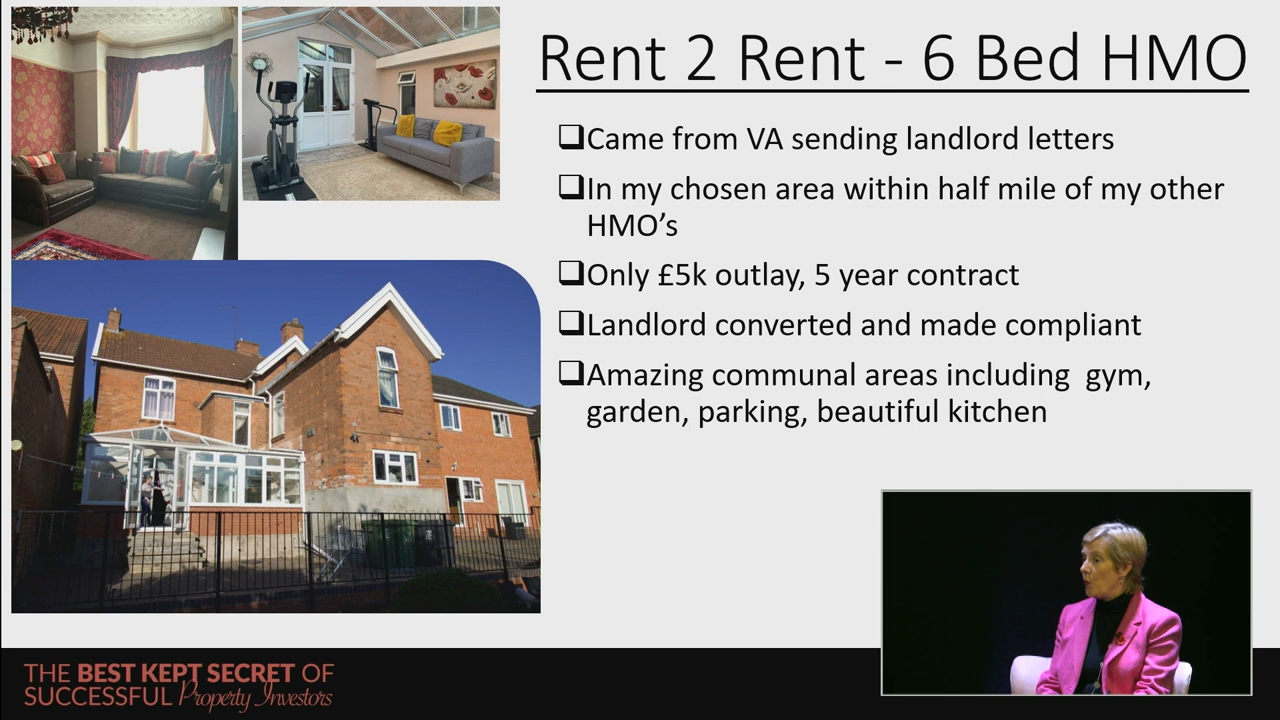 Rent 2 Rent - 6 Bed HMO
❑Came from VA sending landlord letters
❑In my chosen area within half mile of my other
HMO’s
❑Only £5k outlay, 5 year contract
❑Landlord converted and made compliant
❑Amazing communal areas including  gym,
garden, parking, beautiful kitchen
THE BEST KEPT SECRET OF
SUCCESSFUL Property Investors